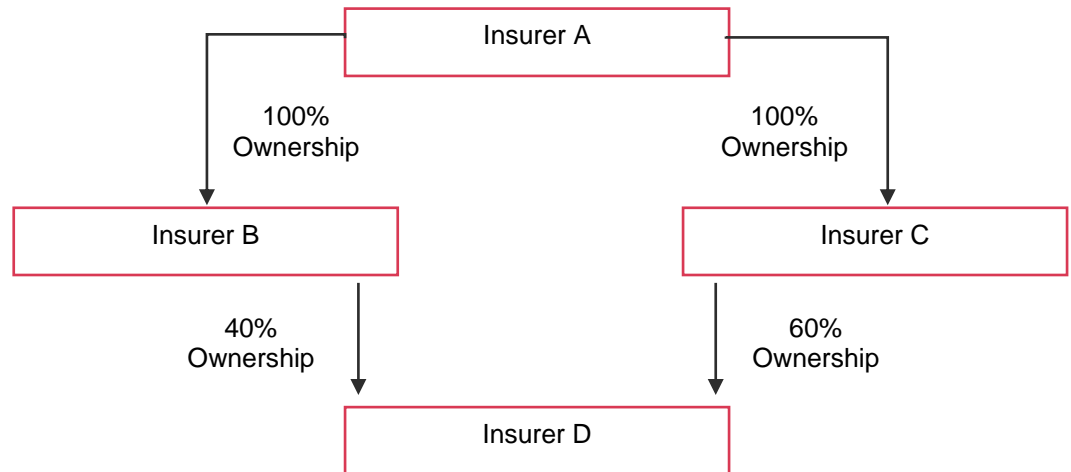 Insurer A
100%
Ownership
100%
Ownership
Insurer B
Insurer C
40%
Ownership
60%
Ownership
Insurer D